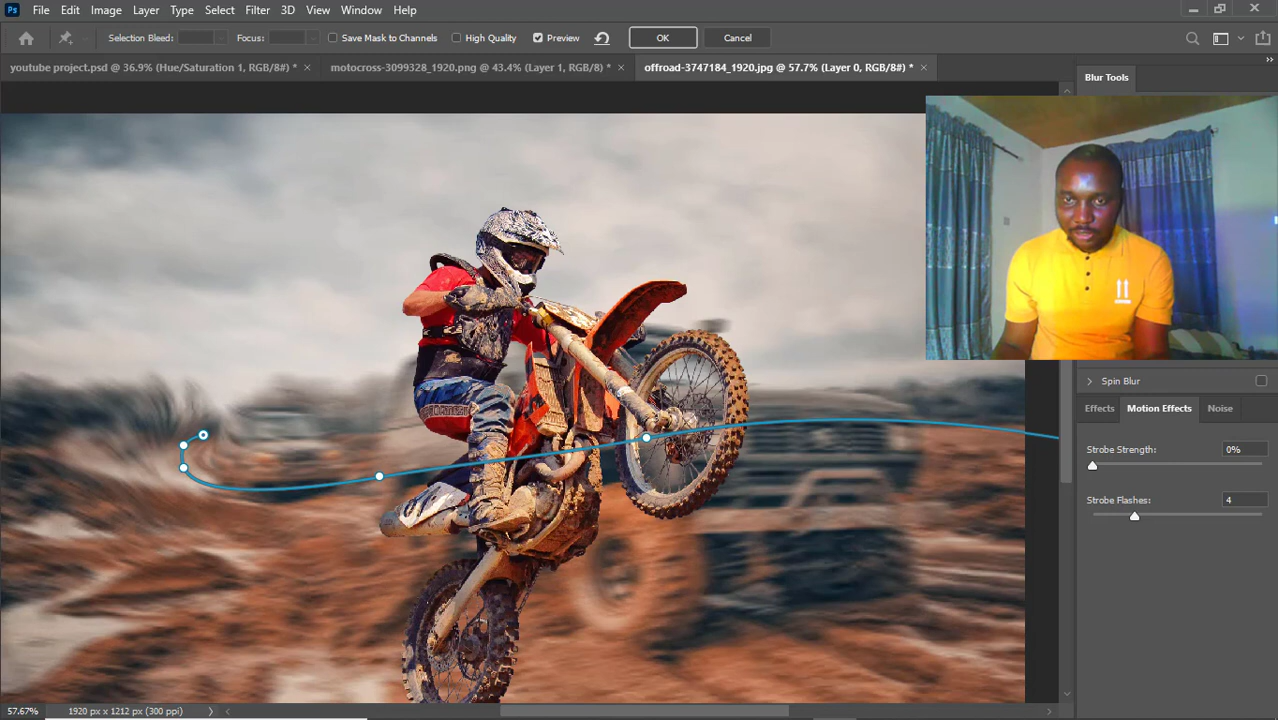 Ps File Edit Image Layer Type Select Filter 3D View Window Help
Selection Bleed: Focus: Save Mask to Channels High Quality Preview OK Cancel
youtube project.psd @ 36.9% (Hue/Saturation 1, RGB/8#) * × motocross-3099328_1920.png @ 43.4% (Layer 1, RGB/8) * × offroad-3747184_1920.jpg @ 57.7% (Layer 0, RGB/8#) * ×
Blur Tools
Spin Blur
Effects Motion Effects Noise
Strobe Strength: 0%
Strobe Flashes: 4
57.67% 1920 px x 1212 px (300 ppi)